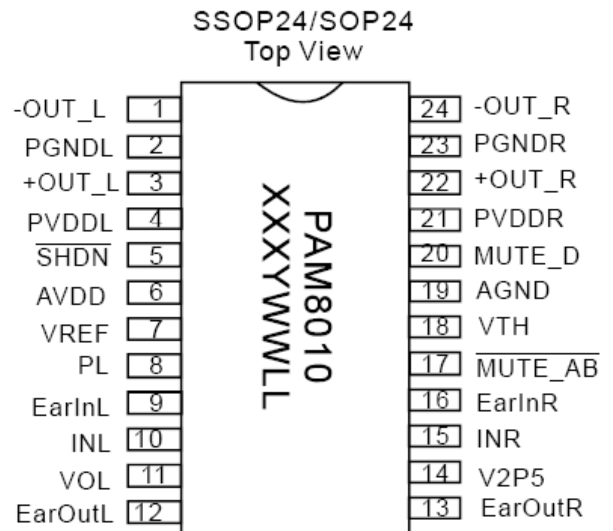 SSOP24/SOP24
Top View
-OUT_L 1 24 -OUT_R
PGNDL 2 23 PGNDR
+OUT_L 3 22 +OUT_R
PVDDL 4 21 PVDDR
SHDN 5 20 MUTE_D
AVDD 6 19 AGND
VREF 7 18 VTH
PL 8 17 MUTE_AB
EarInL 9 16 EarInR
INL 10 15 INR
VOL 11 14 V2P5
EarOutL 12 13 EarOutR
PAM8010
XXXYWWLL